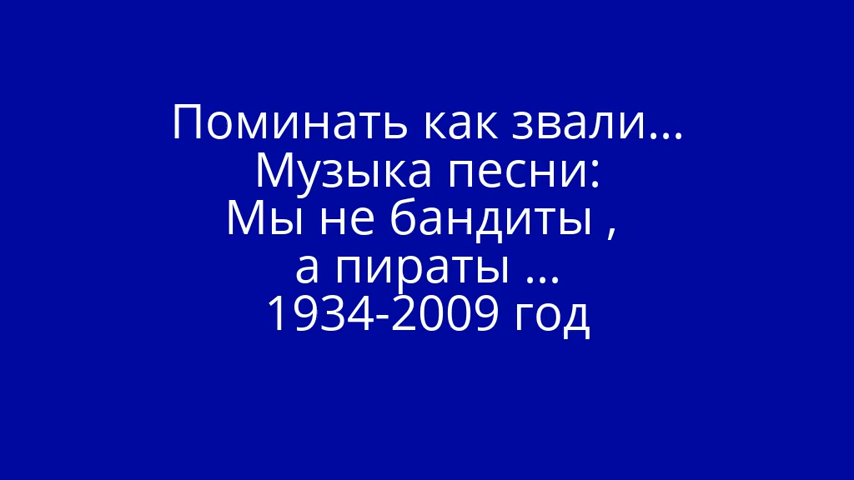 Поминать как звали...
Музыка песни:
Мы не бандиты ,
а пираты ...
1934-2009 год